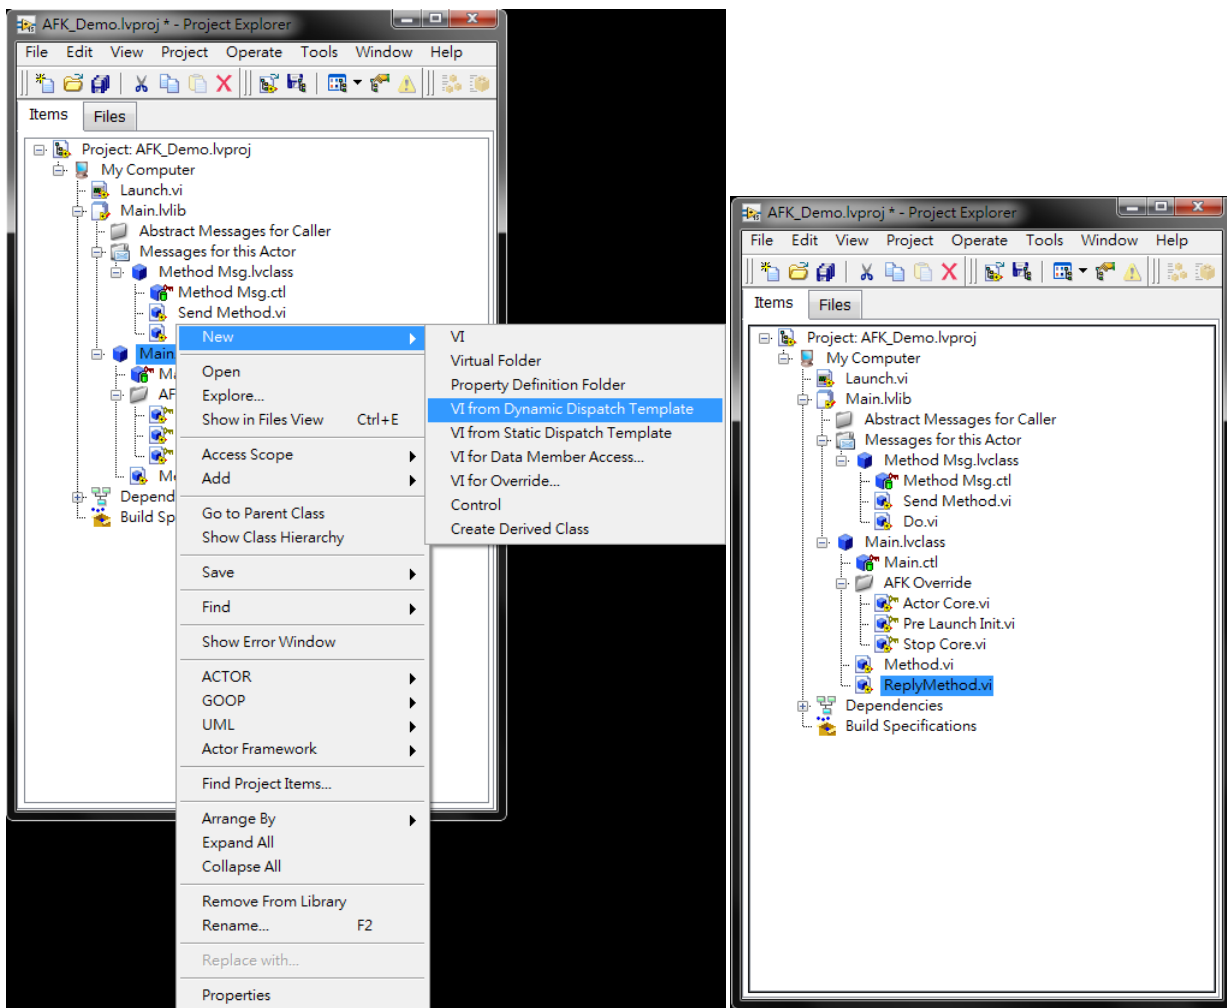 AFK_Demo.lvproj * - Project Explorer
File Edit View Project Operate Tools Window Help
Items Files
Project: AFK_Demo.lvproj
My Computer
Launch.vi
Main.lvlib
Abstract Messages for Caller
Messages for this Actor
Method Msg.lvclass
Method Msg.ctl
Send Method.vi
Main
AF
Depend
Build Sp
New
Open
Explore...
Show in Files View Ctrl+E
Access Scope
Add
Go to Parent Class
Show Class Hierarchy
Save
Find
Show Error Window
ACTOR
GOOP
UML
Actor Framework
Find Project Items...
Arrange By
Expand All
Collapse All
Remove From Library
Rename... F2
Replace with...
Properties
VI
Virtual Folder
Property Definition Folder
VI from Dynamic Dispatch Template
VI from Static Dispatch Template
VI for Data Member Access...
VI for Override...
Control
Create Derived Class
AFK_Demo.lvproj * - Project Explorer
File Edit View Project Operate Tools Window Help
Items Files
Project: AFK_Demo.lvproj
My Computer
Launch.vi
Main.lvlib
Abstract Messages for Caller
Messages for this Actor
Method Msg.lvclass
Method Msg.ctl
Send Method.vi
Do.vi
Main.lvclass
Main.ctl
AFK Override
Actor Core.vi
Pre Launch Init.vi
Stop Core.vi
Method.vi
ReplyMethod.vi
Dependencies
Build Specifications